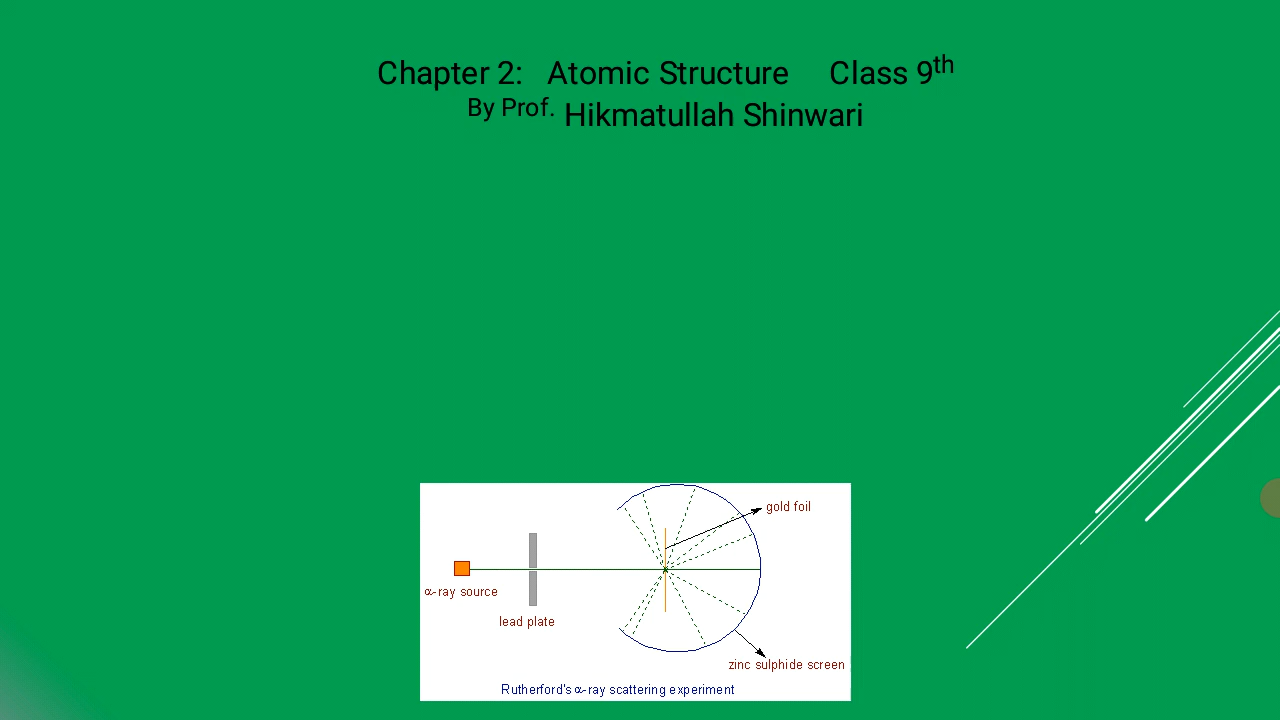 Chapter 2: Atomic Structure Class 9th
By Prof. Hikmatullah Shinwari
gold foil
α-ray source
lead plate
zinc sulphide screen
Rutherford's α-ray scattering experiment